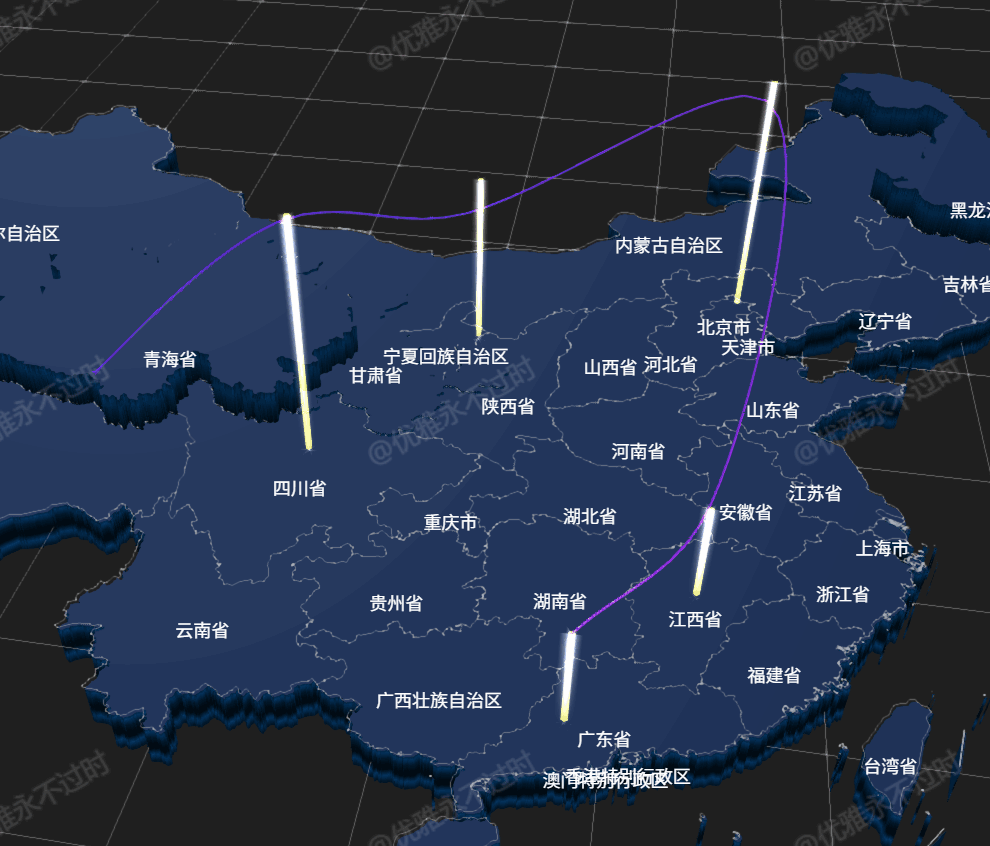 @优雅永不过时
@优雅永不过时
黑龙江
尔自治区
内蒙古自治区
吉林省
辽宁省
北京市
天津市
宁夏回族自治区
青海省
山西省
河北省
甘肃省
陕西省
山东省
@优雅永不过时
@优雅永不过时
河南省
四川省
江苏省
安徽省
湖北省
重庆市
上海市
浙江省
湖南省
贵州省
江西省
云南省
福建省
广西壮族自治区
广东省
台湾省
香港特别行政区
澳门特别行政区
优雅永不过时
@优雅永不过时
@优雅永不过时